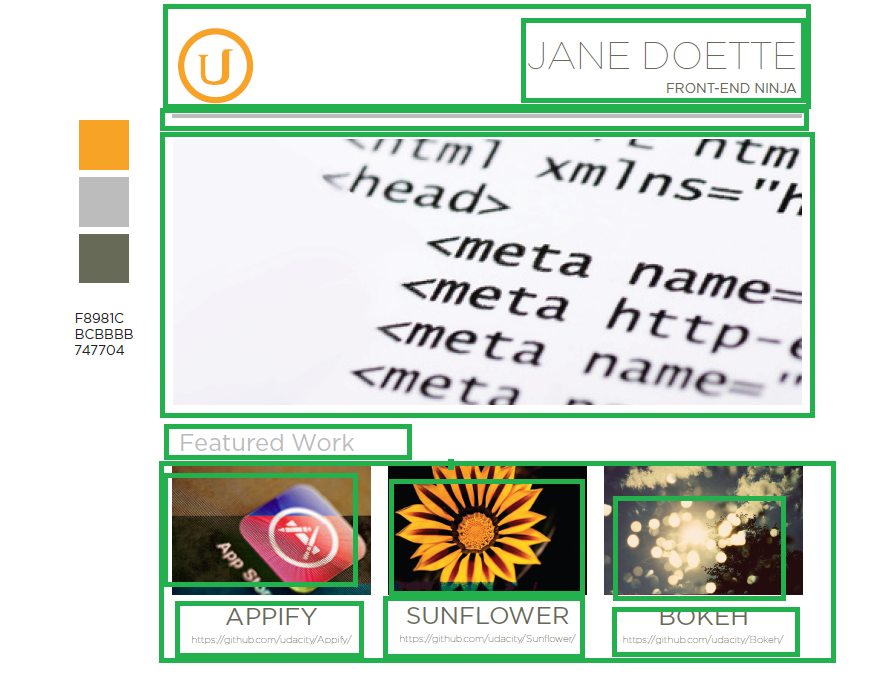 U
JANE DOETTE
FRONT-END NINJA
F8981C
BCBBBB
747704
<html
htm
xmlns="h
<head>
<meta name=
<meta http-e
<meta name="
<meta
Featured Work
App
APPIFY
https://github.com/udacity/Appify/
SUNFLOWER
https://github.com/udacity/Sunflower/
BOKEH
https://github.com/udacity/Bokeh/